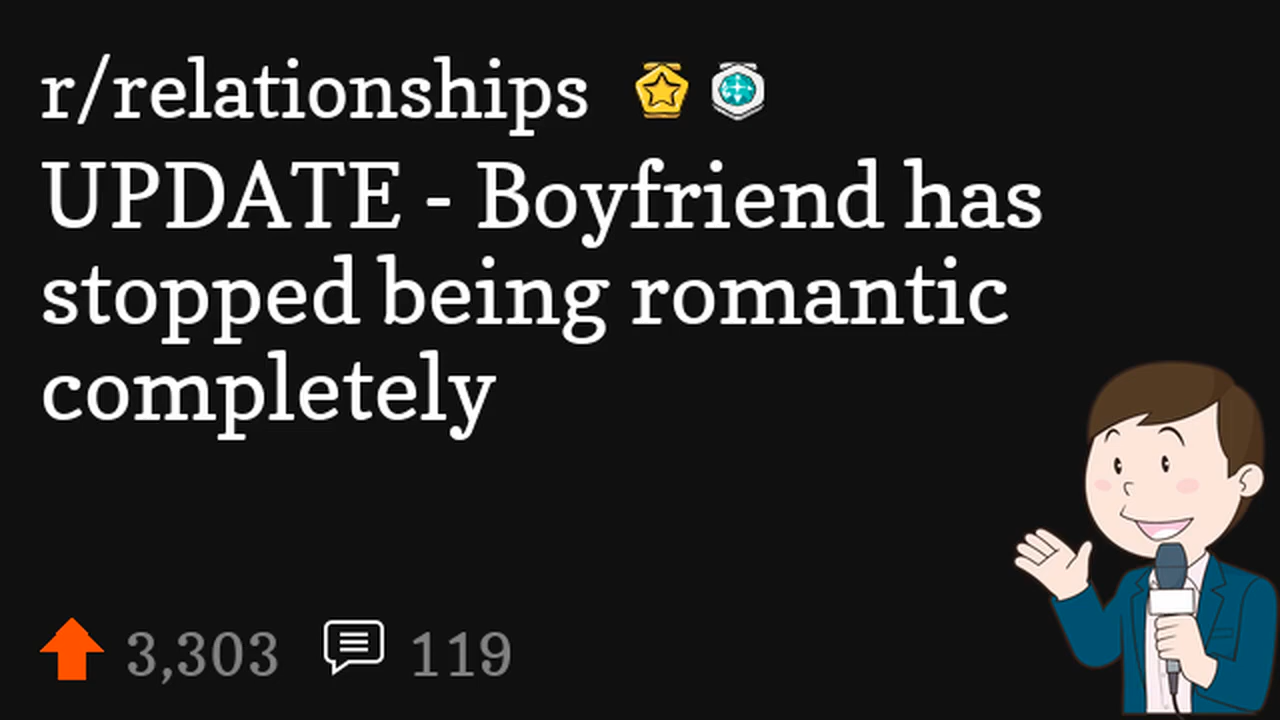 r/relationships
UPDATE - Boyfriend has
stopped being romantic
completely
3,303 119